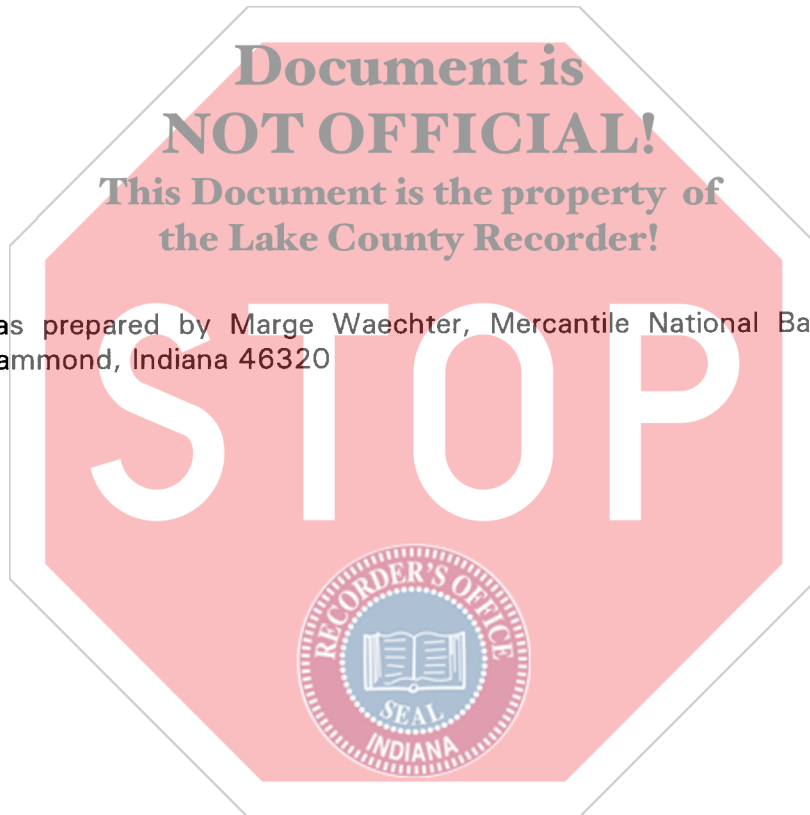 Document is
NOT OFFICIAL!
This Document is the property of
the Lake County Recorder!
as prepared by Marge Waechter, Mercantile National Ba
ammond, Indiana 46320
STOP
RECORDER'S OFFICE
SEAL
INDIANA